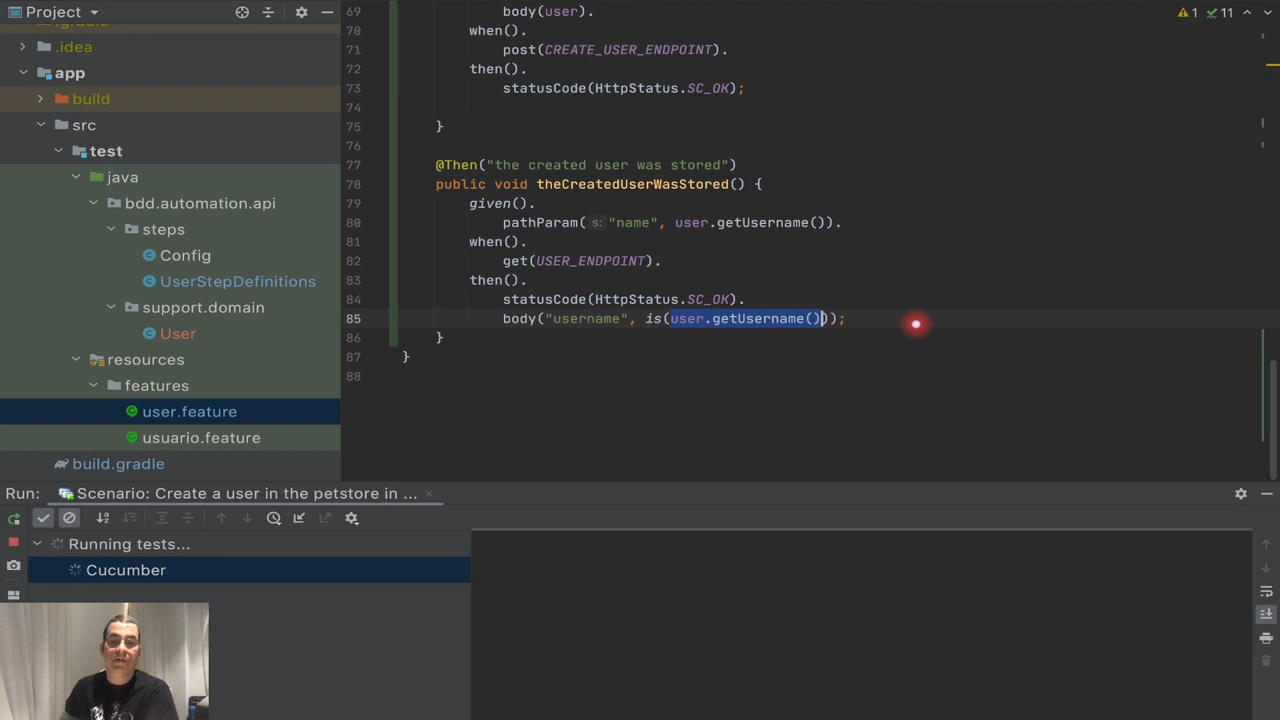 Project
.gradle
.idea
app
build
src
test
java
bdd.automation.api
steps
Config
UserStepDefinitions
support.domain
User
resources
features
user.feature
usuario.feature
build.gradle
1 11
69 body(user).
70 when().
71 post(CREATE_USER_ENDPOINT).
72 then().
73 statusCode(HttpStatus.SC_OK);
74
75 }
76
77 @Then("the created user was stored")
78 public void theCreatedUserWasStored() {
79 given().
80 pathParam( s: "name", user.getUsername()).
81 when().
82 get(USER_ENDPOINT).
83 then().
84 statusCode(HttpStatus.SC_OK).
85 body("username", is(user.getUsername()));
86 }
87 }
88
Run: Scenario: Create a user in the petstore in ... ×
Running tests...
Cucumber